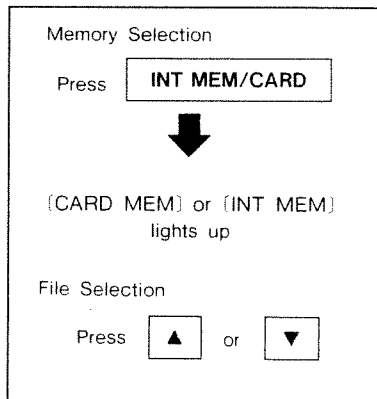 Memory Selection
Press INT MEM/CARD
[CARD MEM] or [INT MEM]
lights up
File Selection
Press ▲ or ▼